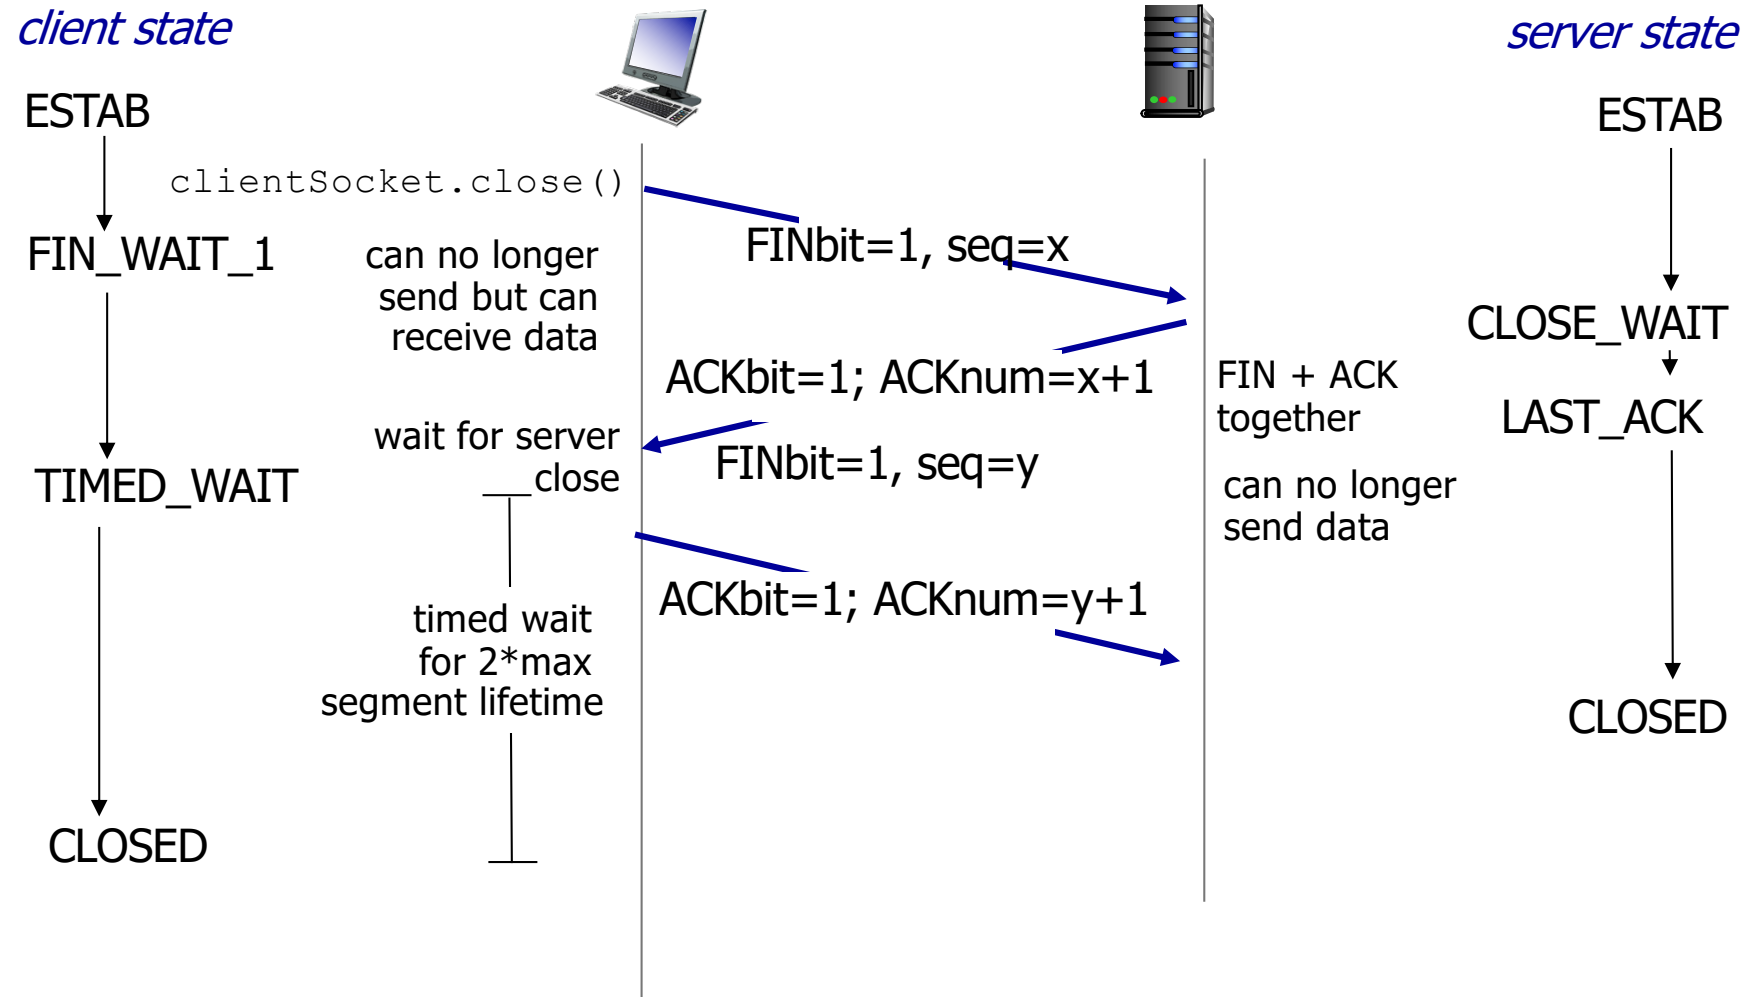 client state
server state
ESTAB
ESTAB
clientSocket.close()
FIN_WAIT_1
can no longer
send but can
receive data
FINbit=1, seq=x
CLOSE_WAIT
ACKbit=1; ACKnum=x+1
FIN + ACK
together
LAST_ACK
wait for server
close
FINbit=1, seq=y
TIMED_WAIT
can no longer
send data
timed wait
for 2*max
segment lifetime
ACKbit=1; ACKnum=y+1
CLOSED
CLOSED